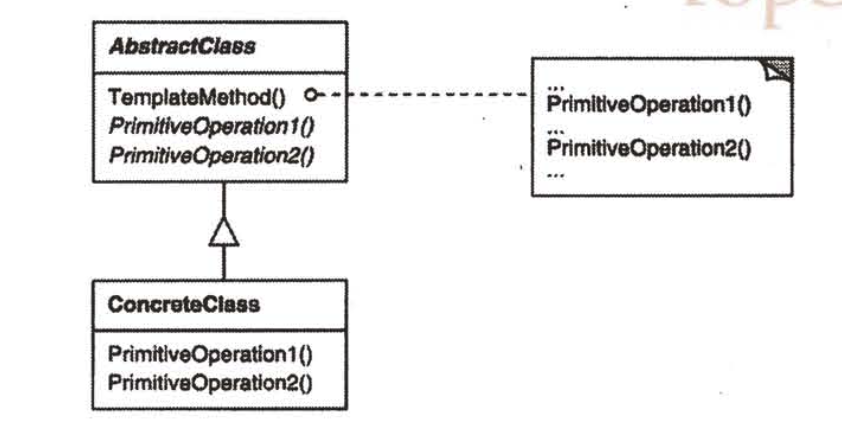 AbstractClass
TemplateMethod()
PrimitiveOperation1()
PrimitiveOperation2()
...
PrimitiveOperation1()
...
PrimitiveOperation2()
...
ConcreteClass
PrimitiveOperation1()
PrimitiveOperation2()